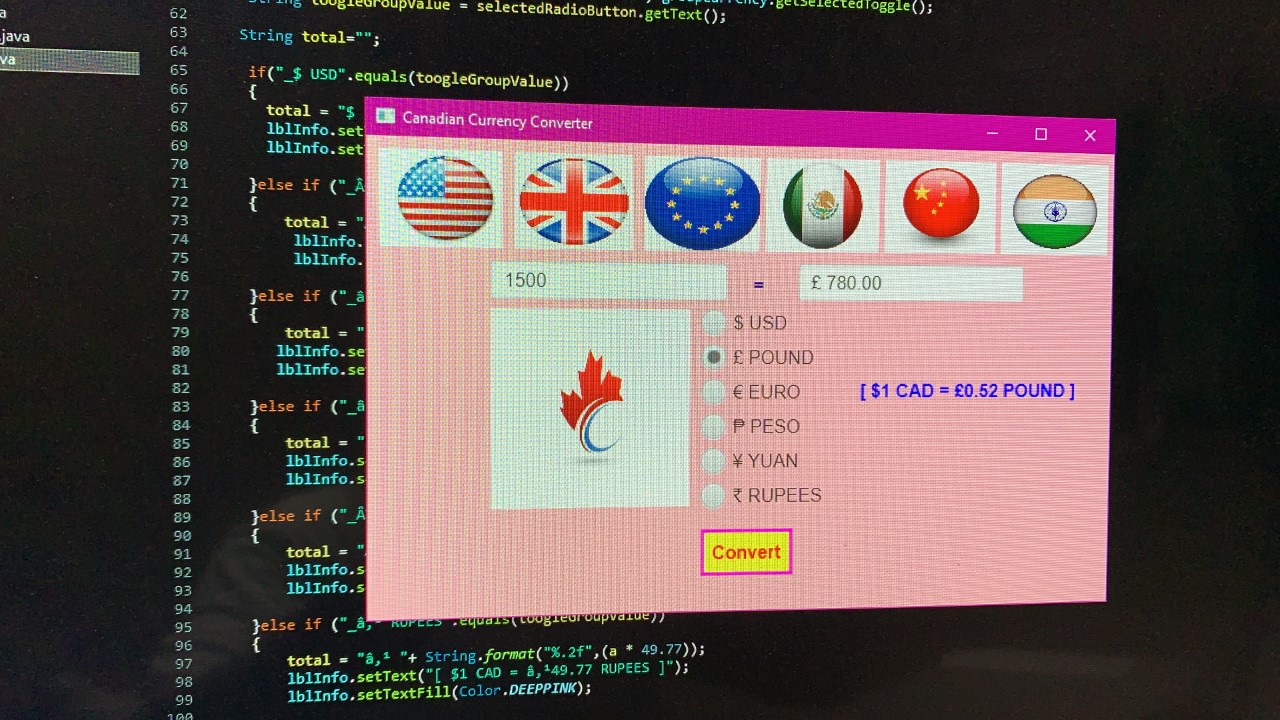 .java
va
62
63
64
65
66
67
68
69
70
71
72
73
74
75
76
77
78
79
80
81
82
83
84
85
86
87
88
89
90
91
92
93
94
95
96
97
98
99
100
String toogleGroupValue = selectedRadioButton.getText();
String total="";
if("_$ USD".equals(toogleGroupValue))
{
total = "$
lblInfo.set
lblInfo.set
}else if ("_Â
{
total = "
lblInfo.
lblInfo.
}else if ("_â
{
total = "
lblInfo.se
lblInfo.se
}else if ("_â
{
total = "
lblInfo.s
lblInfo.s
}else if ("_Â
{
total = "
lblInfo.s
lblInfo.s
}else if ("_â‚¹ RUPEES".equals(toogleGroupValue))
{
total = "â‚¹ "+ String.format("%.2f",(a * 49.77));
lblInfo.setText("[ $1 CAD = â‚¹49.77 RUPEES ]");
lblInfo.setTextFill(Color.DEEPPINK);
Canadian Currency Converter
1500 = £ 780.00
$ USD
£ POUND
€ EURO
[ $1 CAD = £0.52 POUND ]
₱ PESO
¥ YUAN
₹ RUPEES
Convert